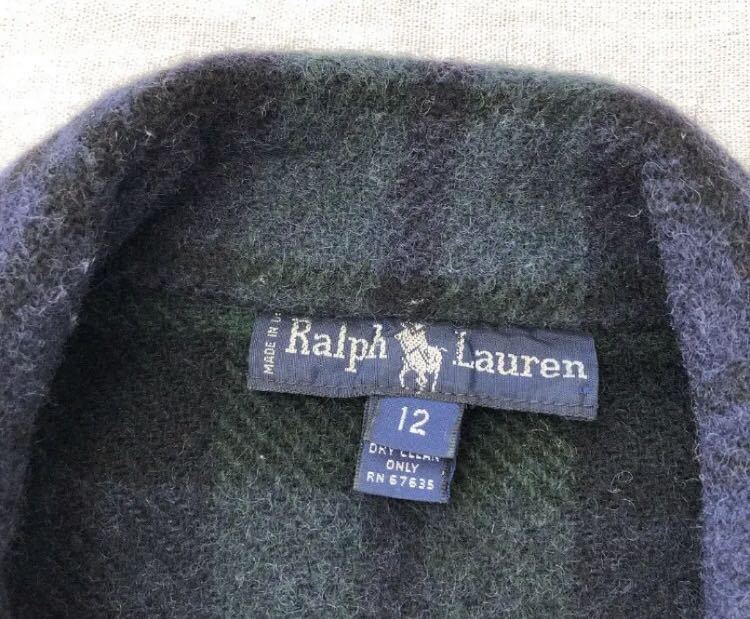 MADE IN
Ralph Lauren
12
DRY CLEAN
ONLY
RN 67635